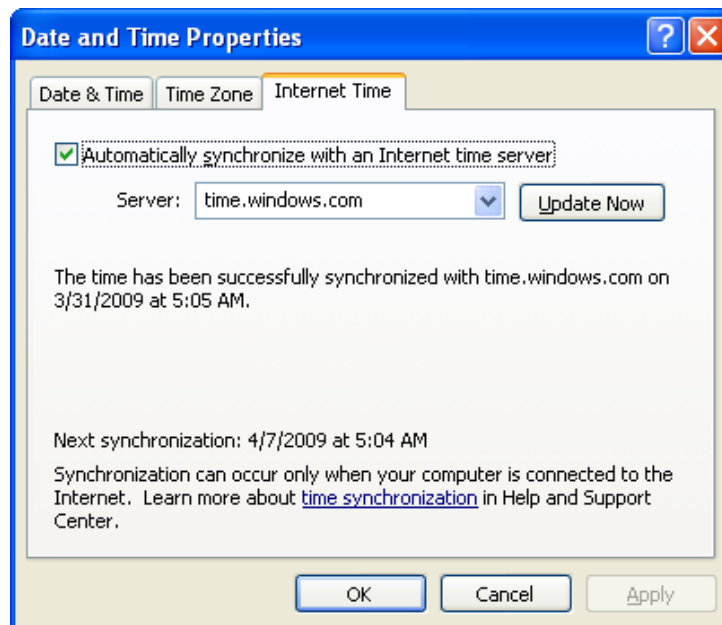 Date and Time Properties
Date & Time
Time Zone
Internet Time
Automatically synchronize with an Internet time server
Server:
time.windows.com
Update Now
The time has been successfully synchronized with time.windows.com on
3/31/2009 at 5:05 AM.
Next synchronization: 4/7/2009 at 5:04 AM
Synchronization can occur only when your computer is connected to the
Internet.  Learn more about time synchronization in Help and Support
Center.
OK
Cancel
Apply